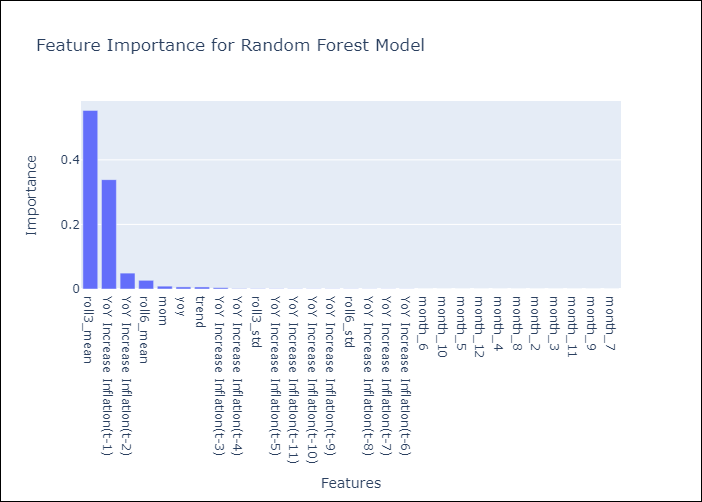 Feature Importance for Random Forest Model
Importance
0.4
0.2
0
roll3_mean
YoY Increase Inflation(t-1)
YoY Increase Inflation(t-2)
roll6_mean
mom
yoy
trend
YoY Increase Inflation(t-3)
YoY Increase Inflation(t-4)
roll3_std
YoY Increase Inflation(t-5)
YoY Increase Inflation(t-11)
YoY Increase Inflation(t-10)
YoY Increase Inflation(t-9)
roll6_std
YoY Increase Inflation(t-8)
YoY Increase Inflation(t-7)
YoY Increase Inflation(t-6)
month_6
month_10
month_5
month_12
month_4
month_8
month_2
month_3
month_11
month_9
month_7
Features